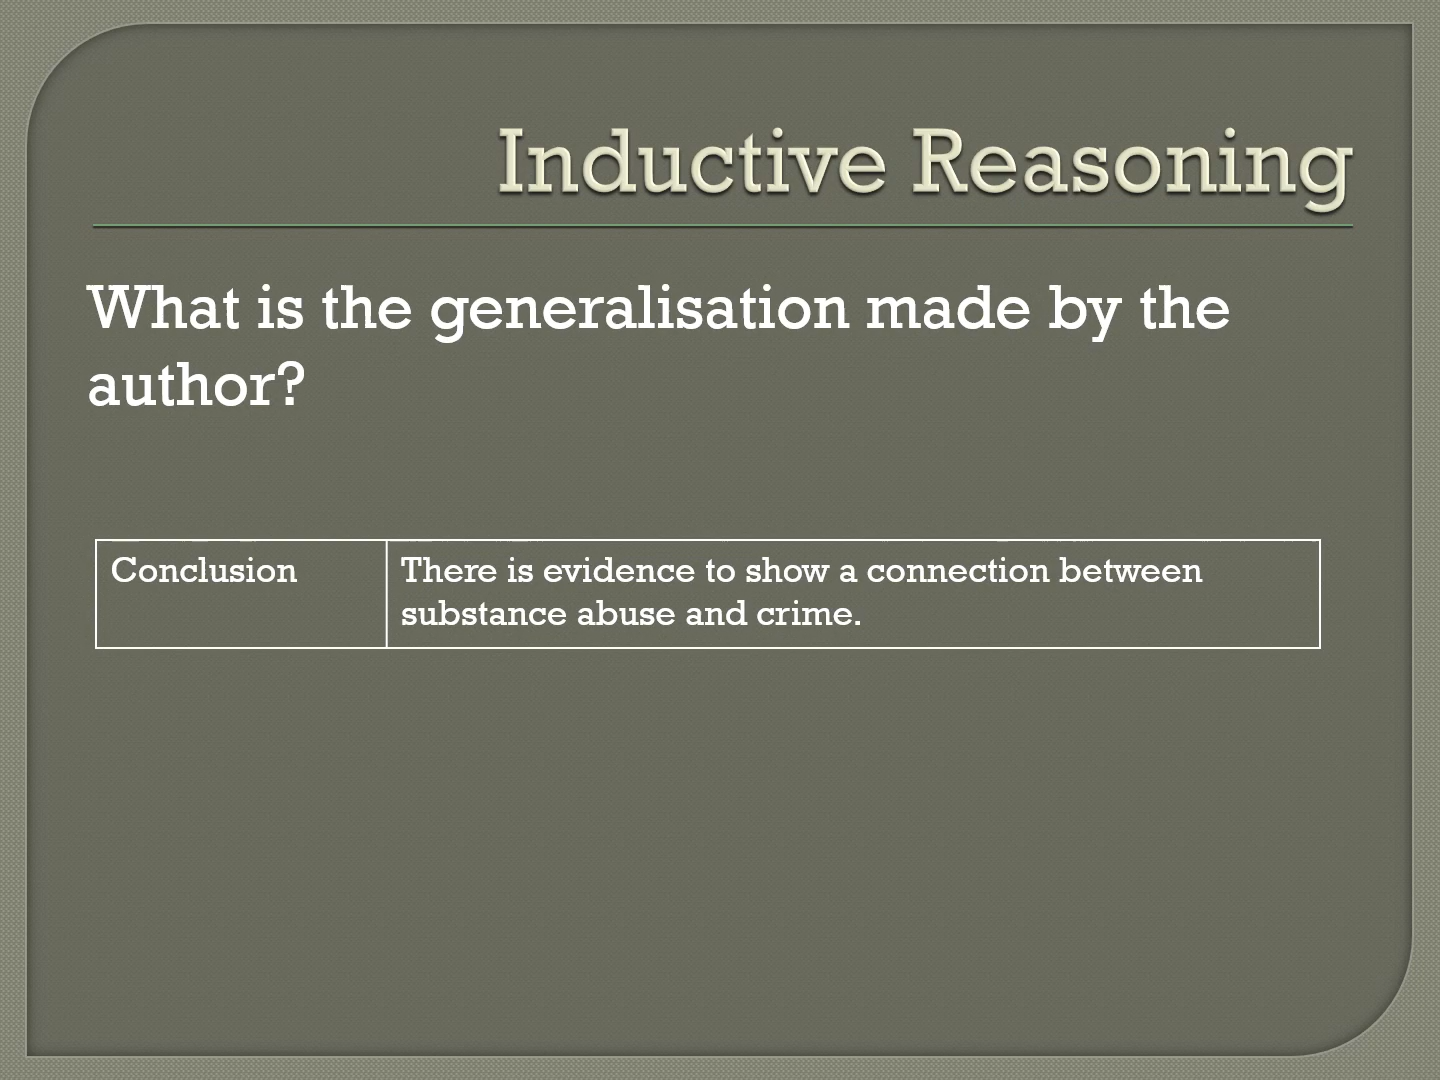 Inductive Reasoning
What is the generalisation made by the
author?
Conclusion
There is evidence to show a connection between
substance abuse and crime.